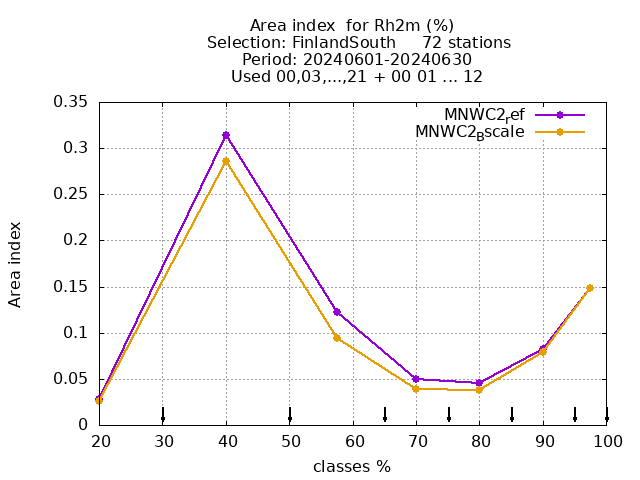 Area index  for Rh2m (%)
Selection: FinlandSouth     72 stations
Period: 20240601-20240630
Used 00,03,...,21 + 00 01 ... 12
MNWC2ref
MNWC2Bscale
0.35
0.3
0.25
0.2
0.15
0.1
0.05
0
Area index
20 30 40 50 60 70 80 90 100
classes %